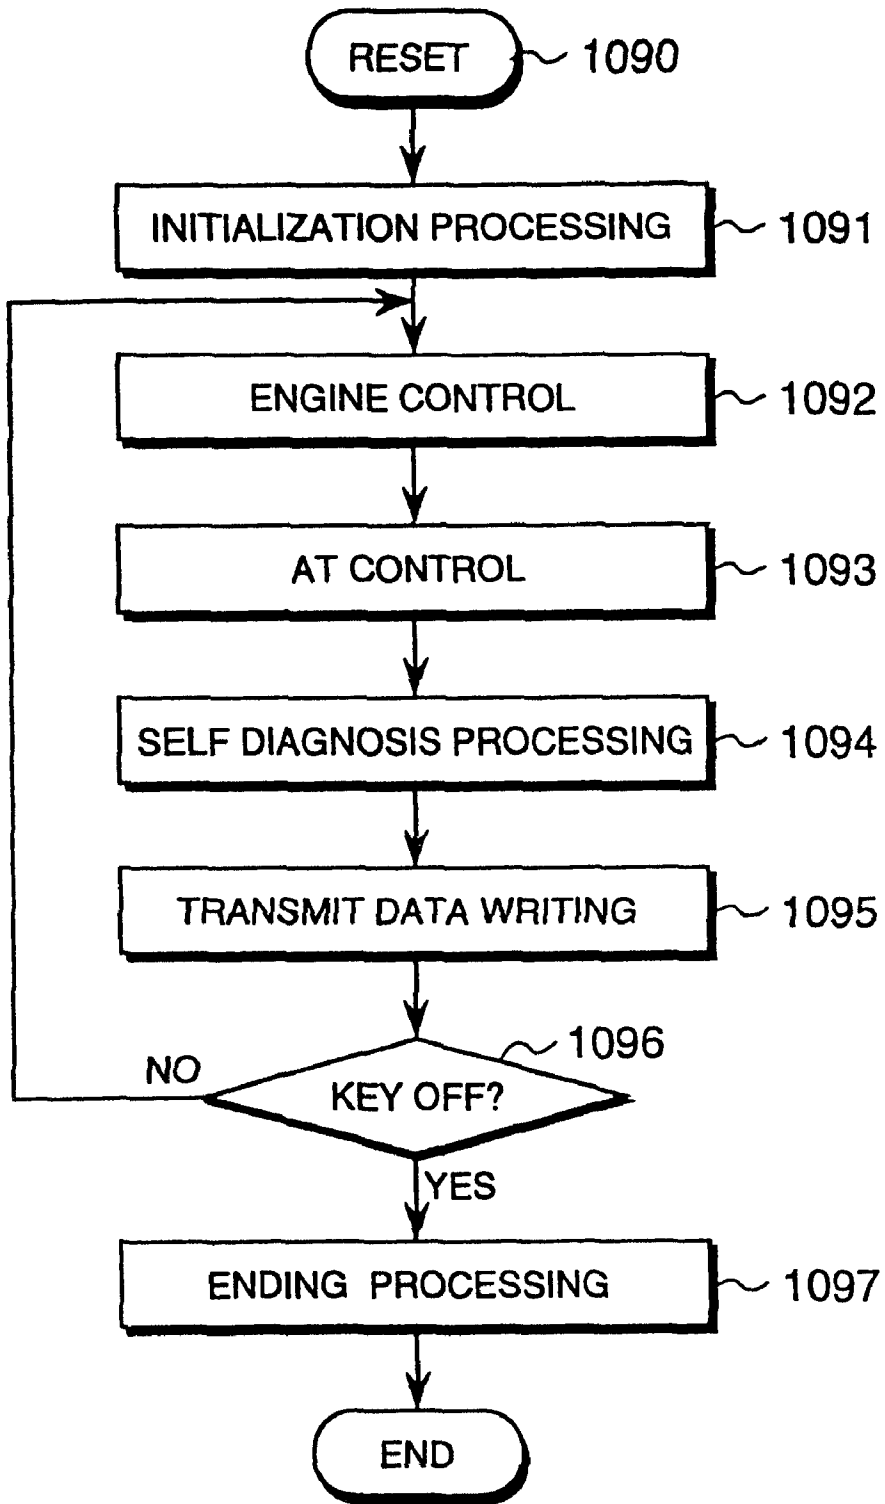 RESET 1090
INITIALIZATION PROCESSING 1091
ENGINE CONTROL 1092
AT CONTROL 1093
SELF DIAGNOSIS PROCESSING 1094
TRANSMIT DATA WRITING 1095
1096
NO
KEY OFF?
YES
ENDING PROCESSING 1097
END